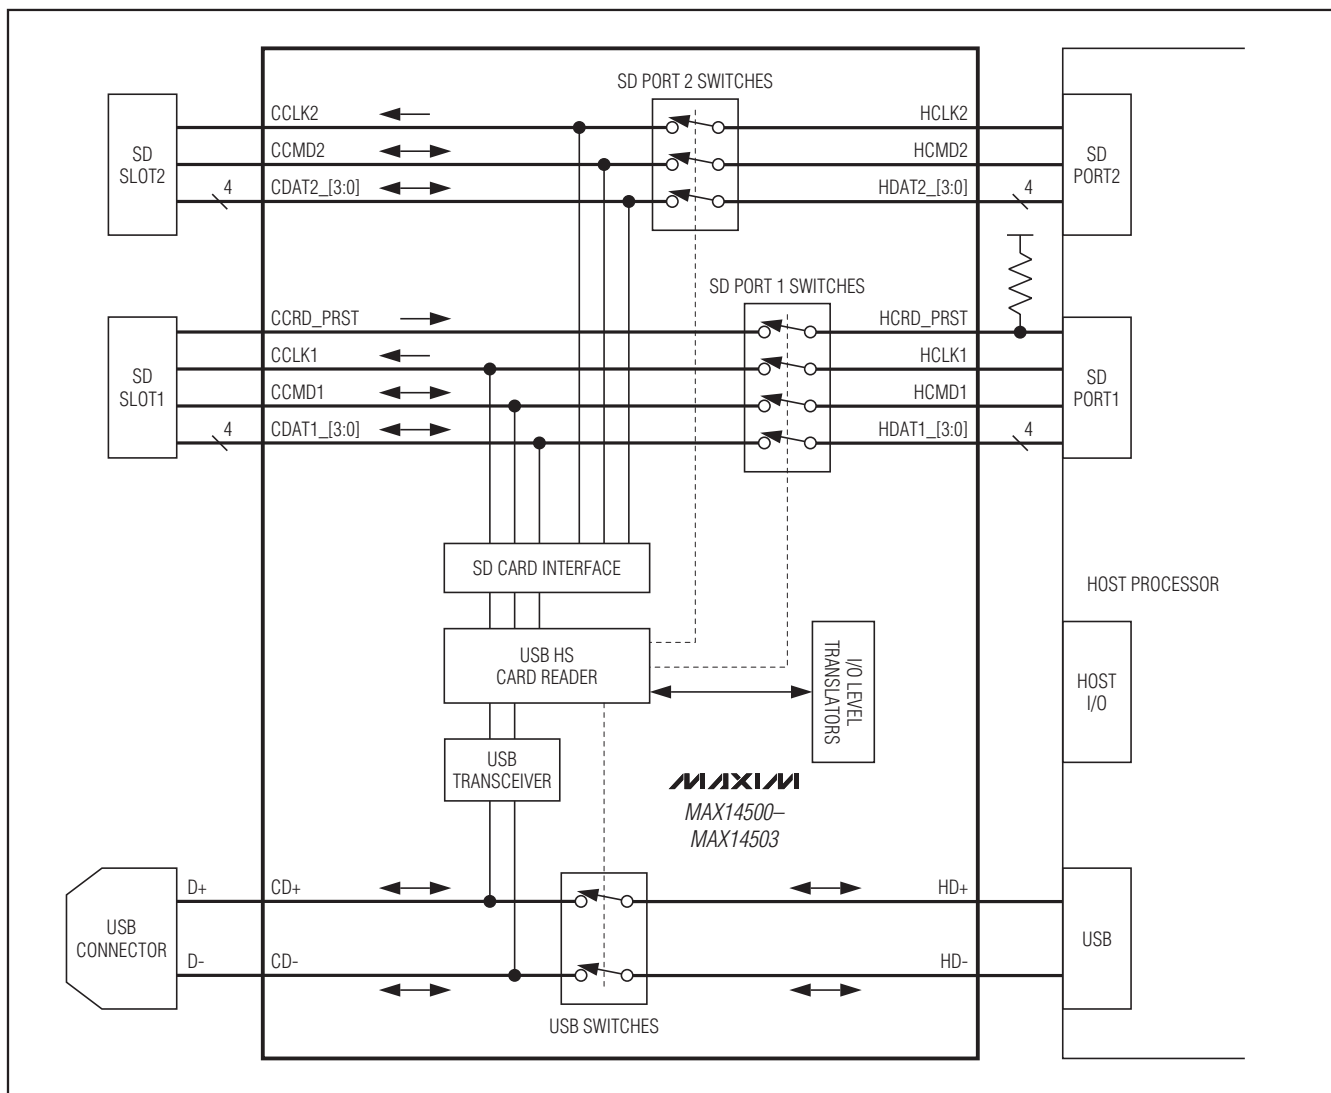 SD PORT 2 SWITCHES
SD
SLOT2
CCLK2
HCLK2
CCMD2
HCMD2
4
CDAT2_[3:0]
HDAT2_[3:0]
4
SD
PORT2
SD PORT 1 SWITCHES
SD
SLOT1
CCRD_PRST
HCRD_PRST
CCLK1
HCLK1
CCMD1
HCMD1
4
CDAT1_[3:0]
HDAT1_[3:0]
4
SD
PORT1
SD CARD INTERFACE
HOST PROCESSOR
USB HS
CARD READER
I/O LEVEL
TRANSLATORS
HOST
I/O
USB
TRANSCEIVER
MAXIM
MAX14500–
MAX14503
USB
CONNECTOR
D+
CD+
HD+
D-
CD-
HD-
USB
USB SWITCHES